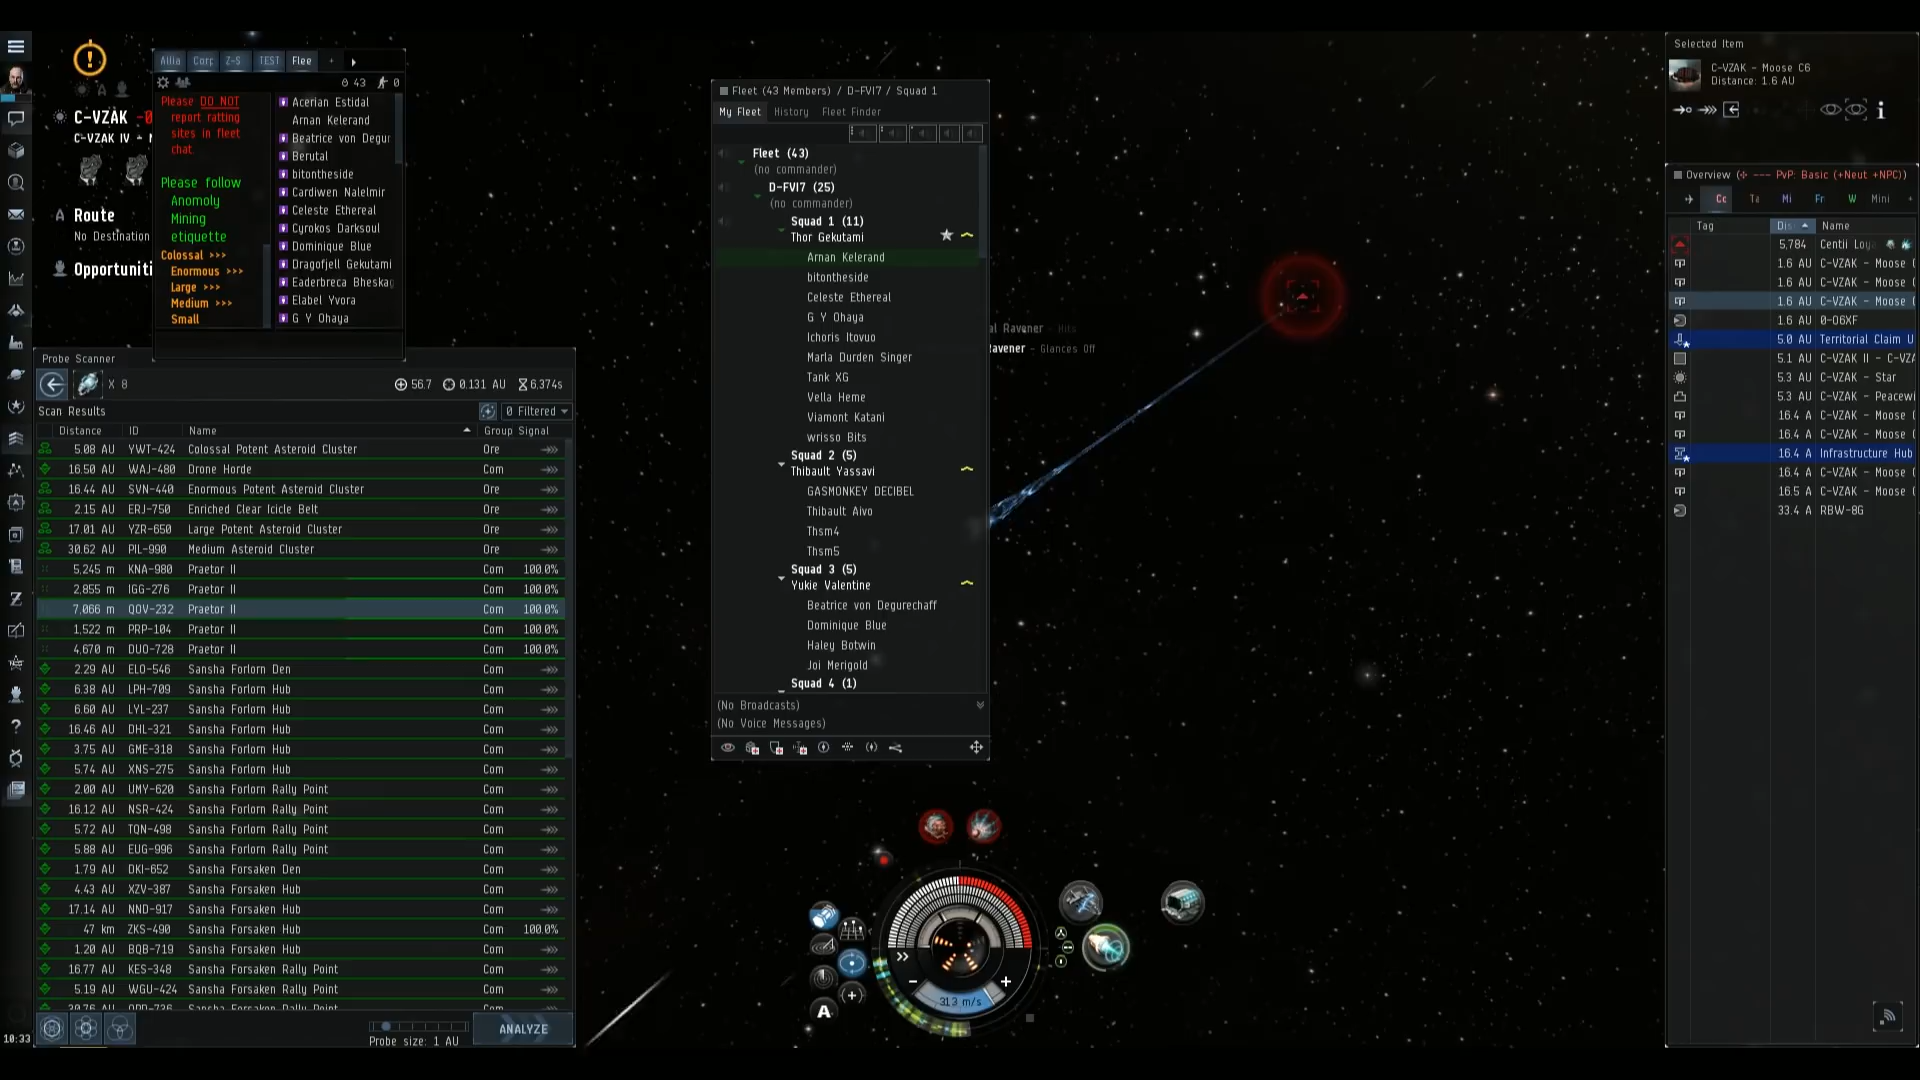 C-VZAK
C-VZAK IV -
Route
No Destination
Opportuniti
Allia Corp Z-S TEST Flee +
43 0
Please DO NOT
report ratting
sites in fleet
chat
Please follow
Anomoly
Mining
etiquette
Colossal >>>
Enormous >>>
Large >>>
Medium >>>
Small
Acerian Estidal
Arnan Kelerand
Beatrice von Degur
Berutal
bitontheside
Cardiwen Nalelmir
Celeste Ethereal
Cyrokos Darksoul
Dominique Blue
Dragofjell Gekutami
Eaderbreca Bheska
Elabel Yvora
G Y Ohaya
Probe Scanner
X 8 56.7 0.131 AU 6.374s
Scan Results 0 Filtered
Distance ID Name Group Signal
5.08 AU YWT-424 Colossal Potent Asteroid Cluster Ore
16.50 AU WAJ-480 Drone Horde Com
16.44 AU SVN-440 Enormous Potent Asteroid Cluster Ore
2.15 AU ERJ-750 Enriched Clear Icicle Belt Ore
17.01 AU YZR-650 Large Potent Asteroid Cluster Ore
30.62 AU PIL-990 Medium Asteroid Cluster Ore
5,245 m KNA-980 Praetor II Com 100.0%
2,855 m IGG-276 Praetor II Com 100.0%
7,066 m QOV-232 Praetor II Com 100.0%
1,522 m PRP-104 Praetor II Com 100.0%
4,670 m DUO-728 Praetor II Com 100.0%
2.29 AU ELO-546 Sansha Forlorn Den Com
6.38 AU LPH-709 Sansha Forlorn Hub Com
6.60 AU LYL-237 Sansha Forlorn Hub Com
16.46 AU DHL-321 Sansha Forlorn Hub Com
3.75 AU GME-318 Sansha Forlorn Hub Com
5.74 AU XNS-275 Sansha Forlorn Hub Com
2.00 AU UMY-620 Sansha Forlorn Rally Point Com
16.12 AU NSR-424 Sansha Forlorn Rally Point Com
5.72 AU TQN-498 Sansha Forlorn Rally Point Com
5.88 AU EUG-996 Sansha Forlorn Rally Point Com
1.79 AU DKI-652 Sansha Forsaken Den Com
4.43 AU XZV-387 Sansha Forsaken Hub Com
17.14 AU NND-917 Sansha Forsaken Hub Com
47 km ZKS-490 Sansha Forsaken Hub Com 100.0%
1.20 AU BQB-719 Sansha Forsaken Hub Com
16.77 AU KES-348 Sansha Forsaken Rally Point Com
5.19 AU WGU-424 Sansha Forsaken Rally Point Com
Sansha Forsaken Rally Point Com
Probe size: 1 AU
ANALYZE
10:33
Fleet (43 Members) / D-FVI7 / Squad 1
My Fleet History Fleet Finder
Fleet (43)
(no commander)
D-FVI7 (25)
(no commander)
Squad 1 (11)
Thor Gekutami
Arnan Kelerand
bitontheside
Celeste Ethereal
G Y Ohaya
Ichoris Itovuo
Marla Durden Singer
Tank XG
Vella Heme
Viamont Katani
wrisso Bits
Squad 2 (5)
Thibault Yassavi
GASMONKEY DECIBEL
Thibault Aivo
Thsm4
Thsm5
Squad 3 (5)
Yukie Valentine
Beatrice von Degurechaff
Dominique Blue
Haley Botwin
Joi Merigold
Squad 4 (1)
(No Broadcasts)
(No Voice Messages)
al Ravener - Hits
Ravener - Glances Off
313 m/s
A
Selected Item
C-VZAK - Moose C6
Distance: 1.6 AU
Overview (--- PvP: Basic (+Neut +NPC))
Cc Ta Mi Fr W Mini +
Tag Dis Name
5,784 Centii Loy
1.6 AU C-VZAK - Moose
1.6 AU C-VZAK - Moose
1.6 AU C-VZAK - Moose
1.6 AU 0-O6XF
5.0 AU Territorial Claim U
5.1 AU C-VZAK II - C-VZA
5.3 AU C-VZAK - Star
5.3 AU C-VZAK - Peacewi
16.4 A C-VZAK - Moose
16.4 A C-VZAK - Moose
16.4 A Infrastructure Hub
16.4 A C-VZAK - Moose
16.5 A C-VZAK - Moose
33.4 A RBW-8G